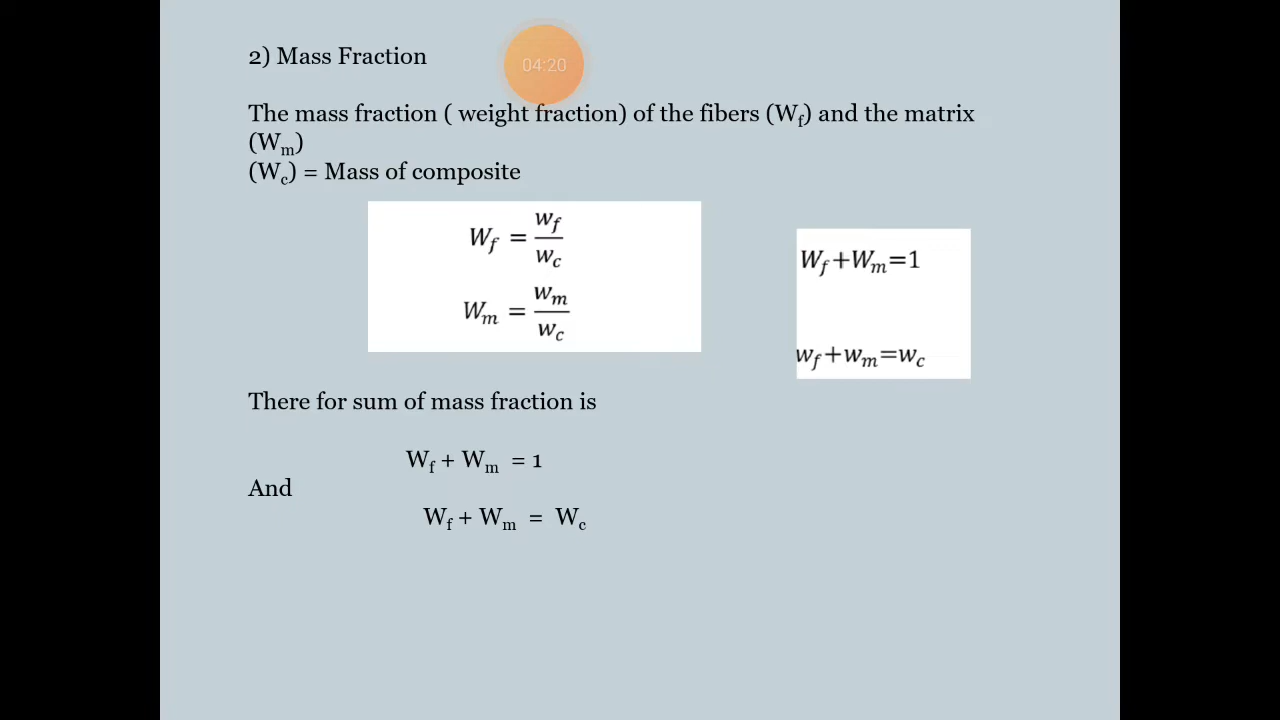 2) Mass Fraction
04:20
The mass fraction ( weight fraction) of the fibers (Wf) and the matrix
(Wm)
(Wc) = Mass of composite
Wf = wf/wc
Wm = wm/wc
Wf+Wm=1
wf+wm=wc
There for sum of mass fraction is
Wf + Wm = 1
And
Wf + Wm = Wc